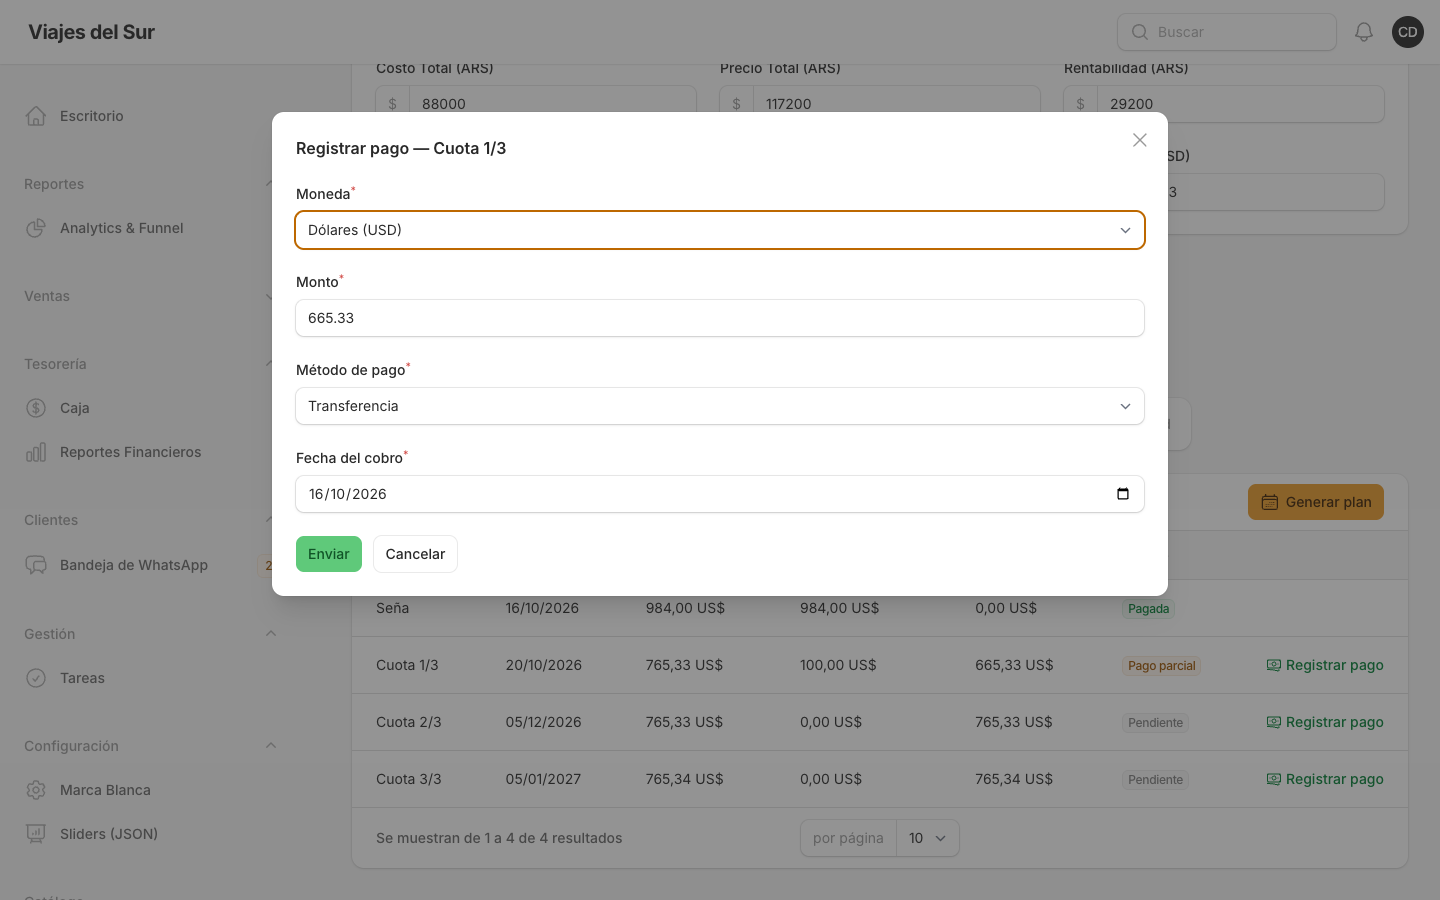 Viajes del Sur
Buscar
CD
Escritorio
Reportes
Analytics & Funnel
Ventas
Tesorería
Caja
Reportes Financieros
Clientes
Bandeja de WhatsApp
2
Gestión
Tareas
Configuración
Marca Blanca
Sliders (JSON)
Costo Total (ARS)
Precio Total (ARS)
Rentabilidad (ARS)
$ 88000
$ 117200
$ 29200
SD)
3
Registrar pago — Cuota 1/3
Moneda*
Dólares (USD)
Monto*
665.33
Método de pago*
Transferencia
Fecha del cobro*
16/10/2026
Enviar
Cancelar
Generar plan
Seña 16/10/2026 984,00 US$ 984,00 US$ 0,00 US$ Pagada
Cuota 1/3 20/10/2026 765,33 US$ 100,00 US$ 665,33 US$ Pago parcial Registrar pago
Cuota 2/3 05/12/2026 765,33 US$ 0,00 US$ 765,33 US$ Pendiente Registrar pago
Cuota 3/3 05/01/2027 765,34 US$ 0,00 US$ 765,34 US$ Pendiente Registrar pago
Se muestran de 1 a 4 de 4 resultados
por página 10